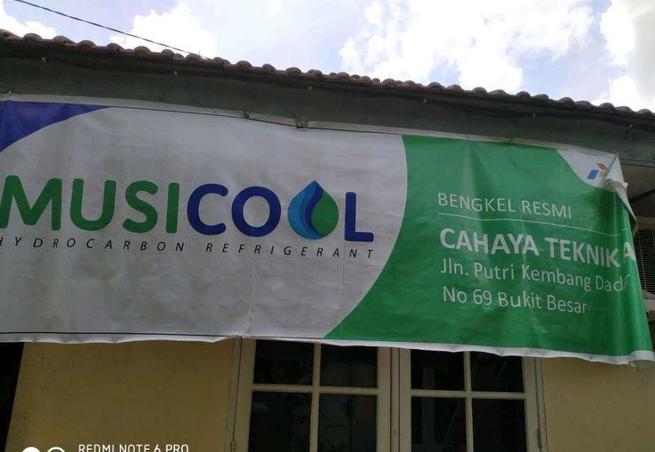 MUSICOOL
HYDROCARBON REFRIGERANT
BENGKEL RESMI
CAHAYA TEKNIK
Jln. Putri Kembang
No 69 Bukit Besar
REDMI NOTE 6 PRO